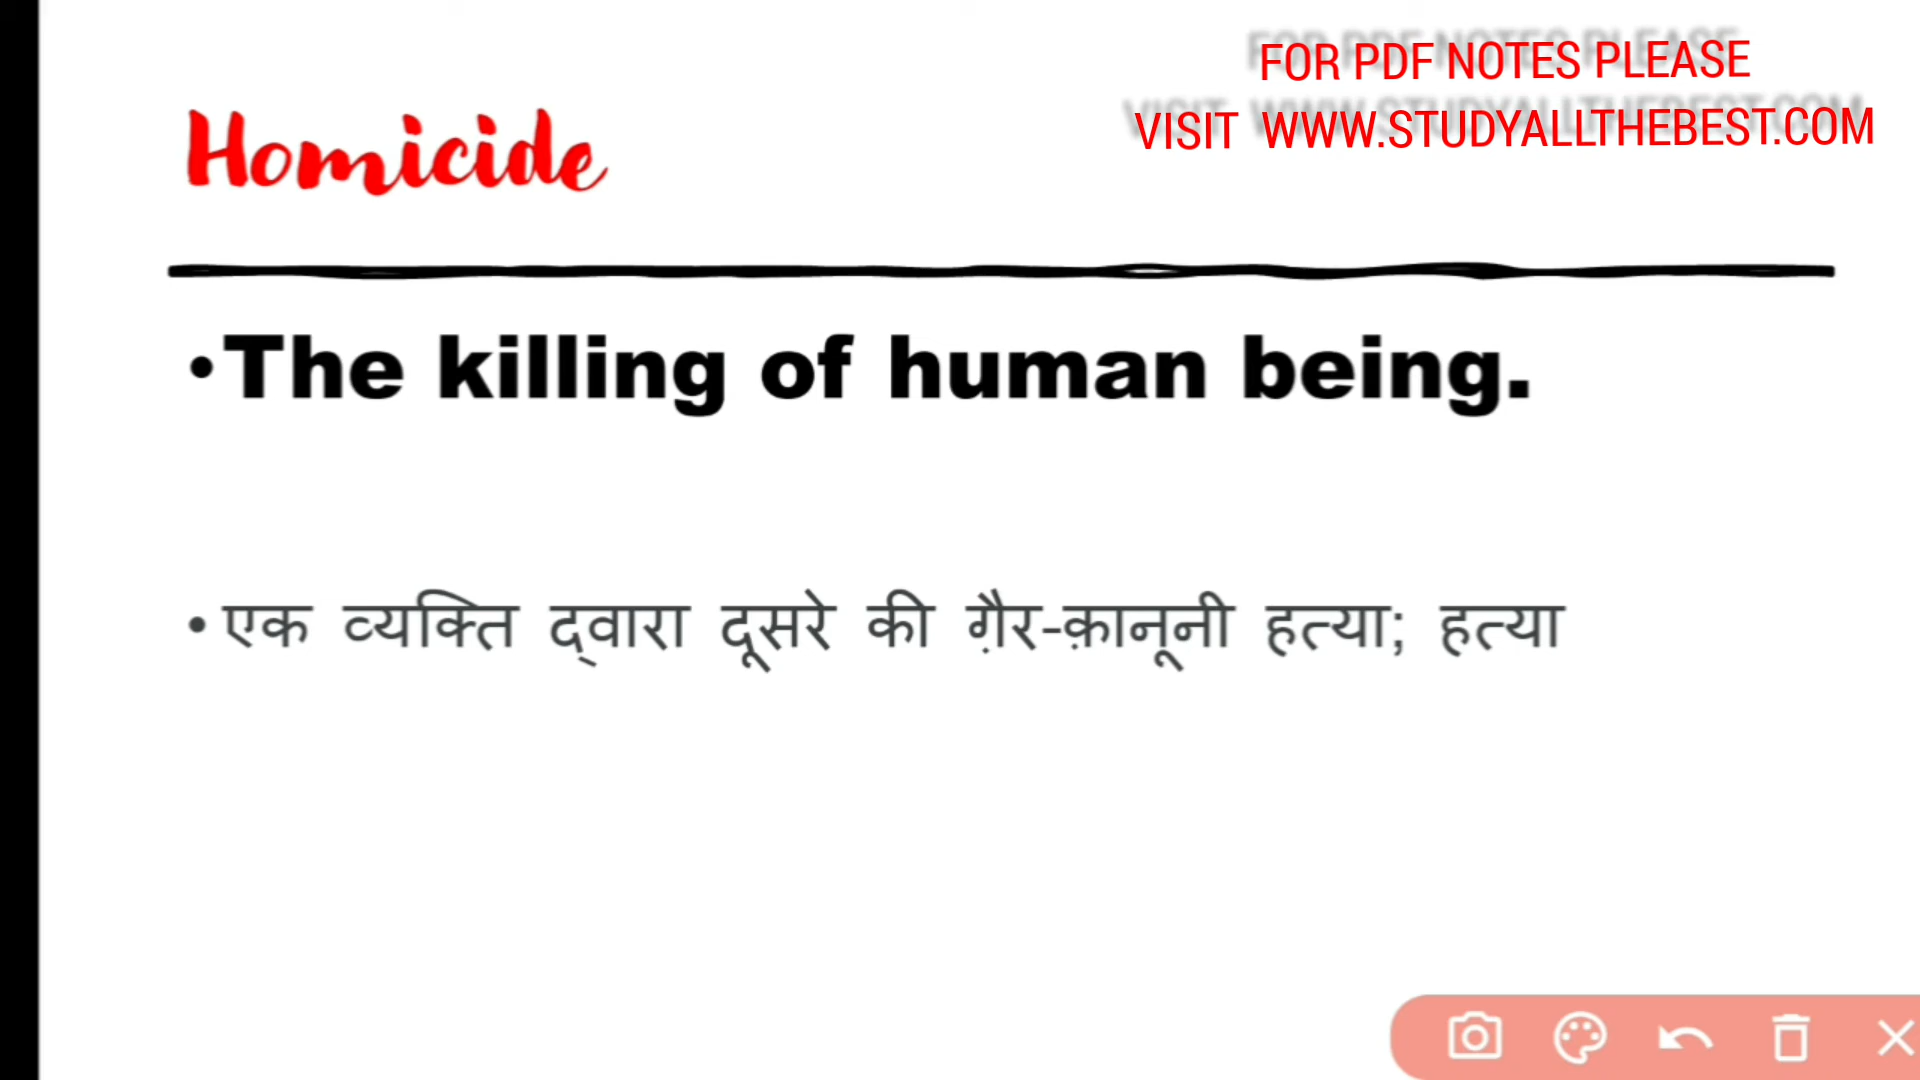 FOR PDF NOTES PLEASE
VISIT WWW.STUDYALLTHEBEST.COM
Homicide
•The killing of human being.
•एक व्यक्ति द्वारा दूसरे की ग़ैर-क़ानूनी हत्या; हत्या